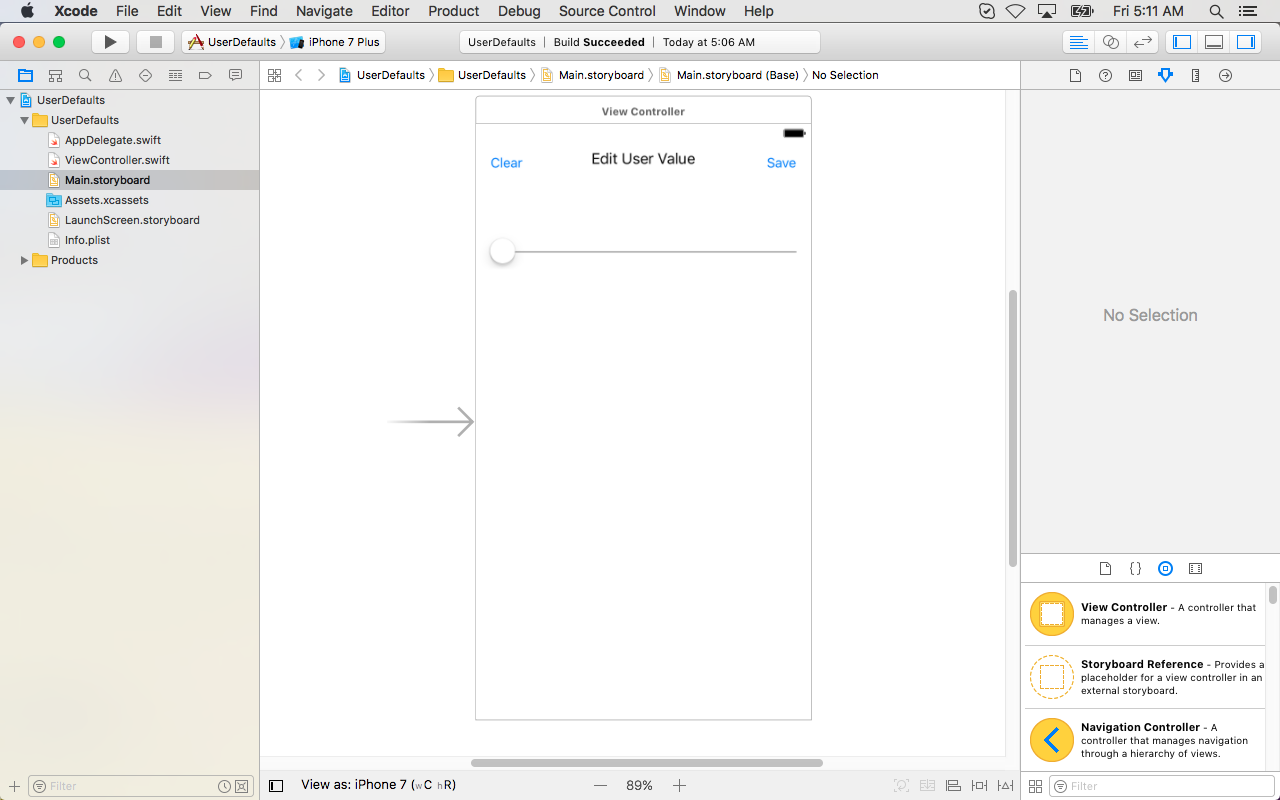 Xcode File Edit View Find Navigate Editor Product Debug Source Control Window Help Fri 5:11 AM
UserDefaults iPhone 7 Plus UserDefaults | Build Succeeded | Today at 5:06 AM
UserDefaults UserDefaults Main.storyboard Main.storyboard (Base) No Selection
UserDefaults
UserDefaults
AppDelegate.swift
ViewController.swift
Main.storyboard
Assets.xcassets
LaunchScreen.storyboard
Info.plist
Products
View Controller
Clear Edit User Value Save
No Selection
View Controller - A controller that
manages a view.
Storyboard Reference - Provides a
placeholder for a view controller in an
external storyboard.
Navigation Controller - A
controller that manages navigation
through a hierarchy of views.
Filter
View as: iPhone 7 (wC hR) — 89% +
Filter